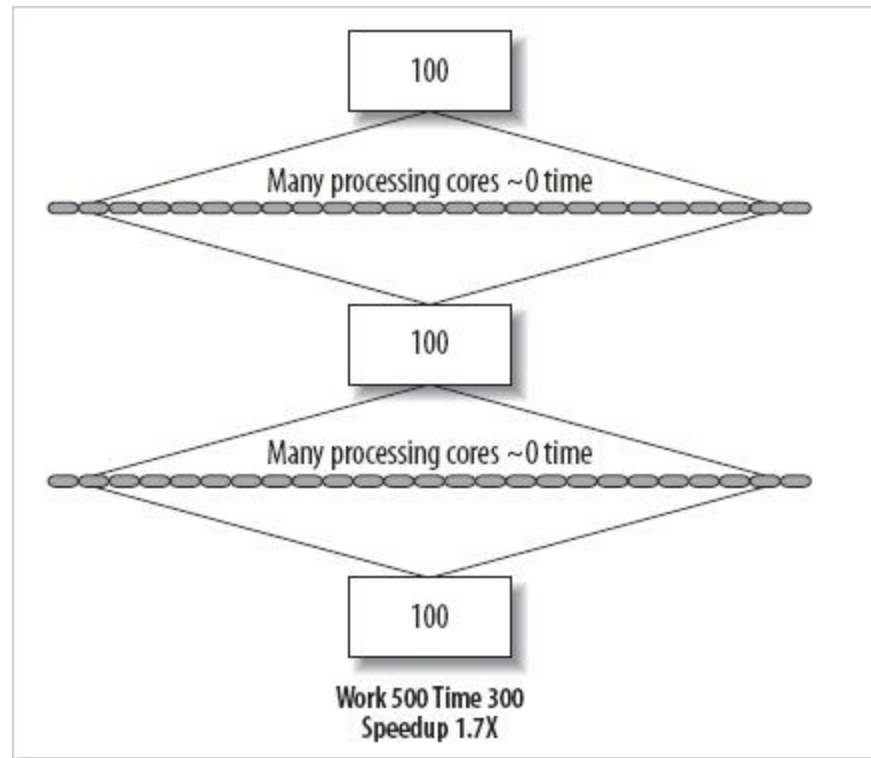 100
Many processing cores ~0 time
100
Many processing cores ~0 time
100
Work 500 Time 300
Speedup 1.7X